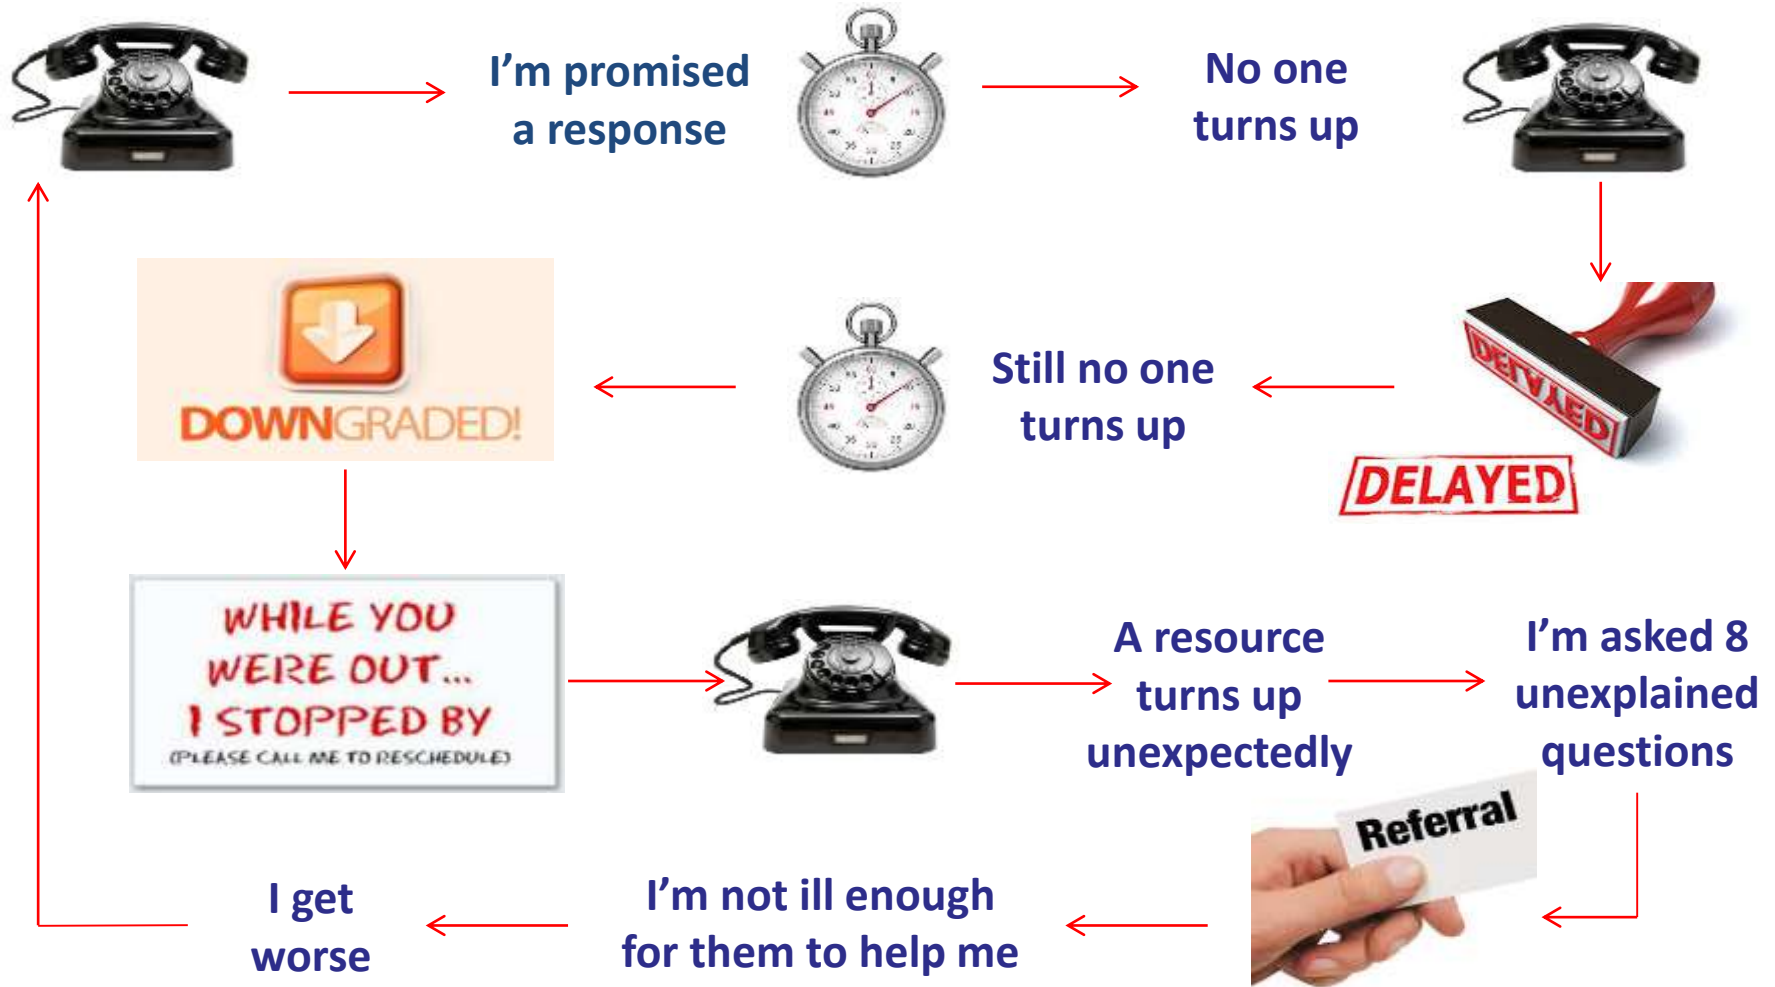 I’m promised
a response
No one
turns up
DOWNGRADED!
Still no one
turns up
DELAYED
DELAYED
WHILE YOU
WERE OUT...
I STOPPED BY
(PLEASE CALL ME TO RESCHEDULE)
A resource
turns up
unexpectedly
I’m asked 8
unexplained
questions
Referral
I’m not ill enough
for them to help me
I get
worse